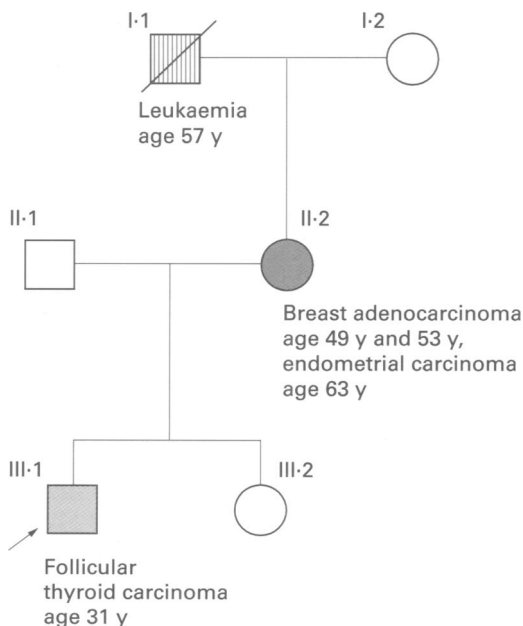 I·1
I·2
Leukaemia
age 57 y
II·1
II·2
Breast adenocarcinoma
age 49 y and 53 y,
endometrial carcinoma
age 63 y
III·1
III·2
Follicular
thyroid carcinoma
age 31 y